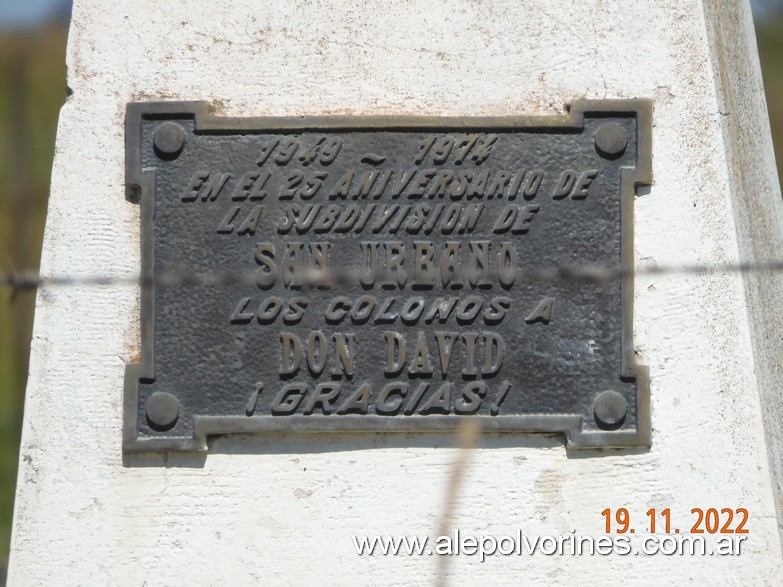 1949 ~ 1974
EN EL 25 ANIVERSARIO DE
LA SUBDIVISION DE
SAN URBANO
LOS COLONOS A
DON DAVID
¡GRACIAS!
19.11.2022
www.alepolvorines.com.ar